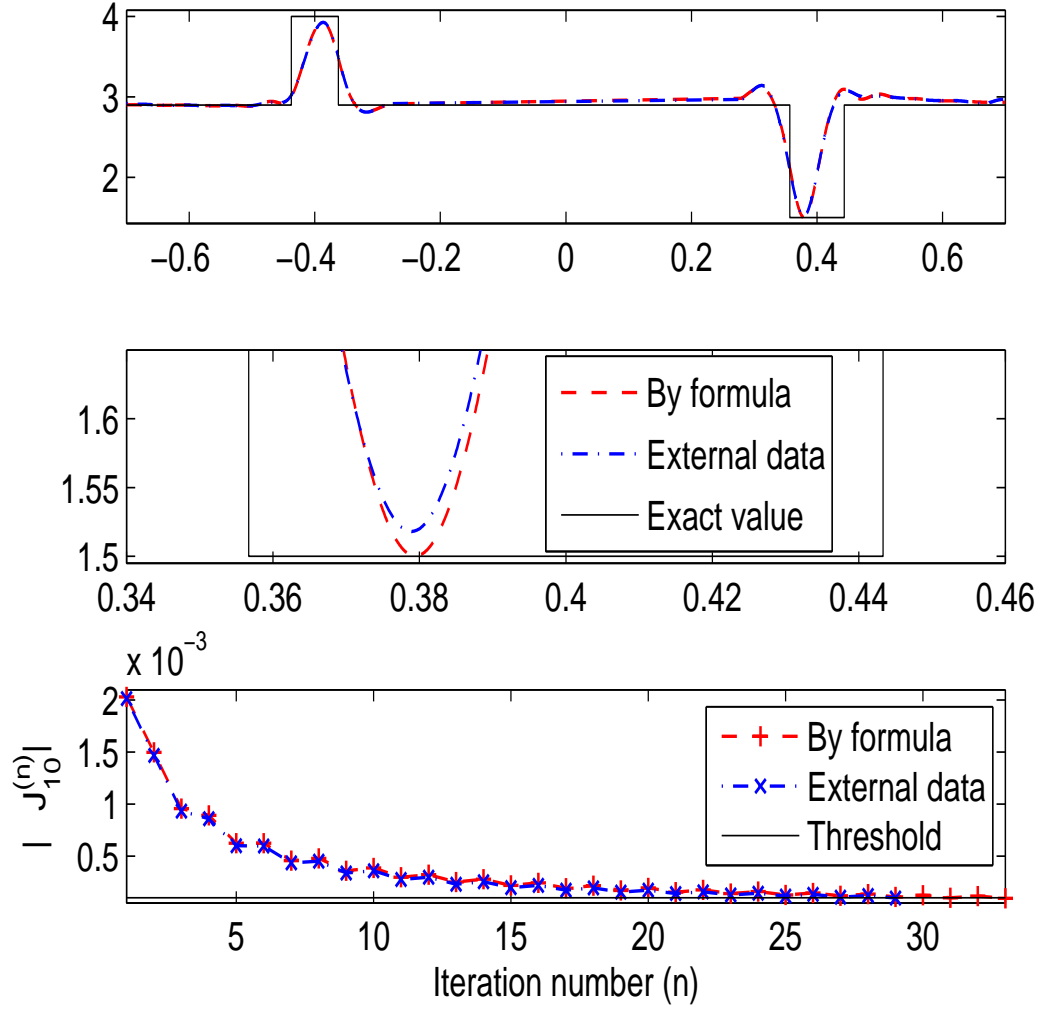 4
3
2
−0.6 −0.4 −0.2 0 0.2 0.4 0.6
1.6
1.55
1.5
By formula
External data
Exact value
0.34 0.36 0.38 0.4 0.42 0.44 0.46
x 10−3
2
1.5
1
0.5
| J10(n)|
By formula
External data
Threshold
5 10 15 20 25 30
Iteration number (n)